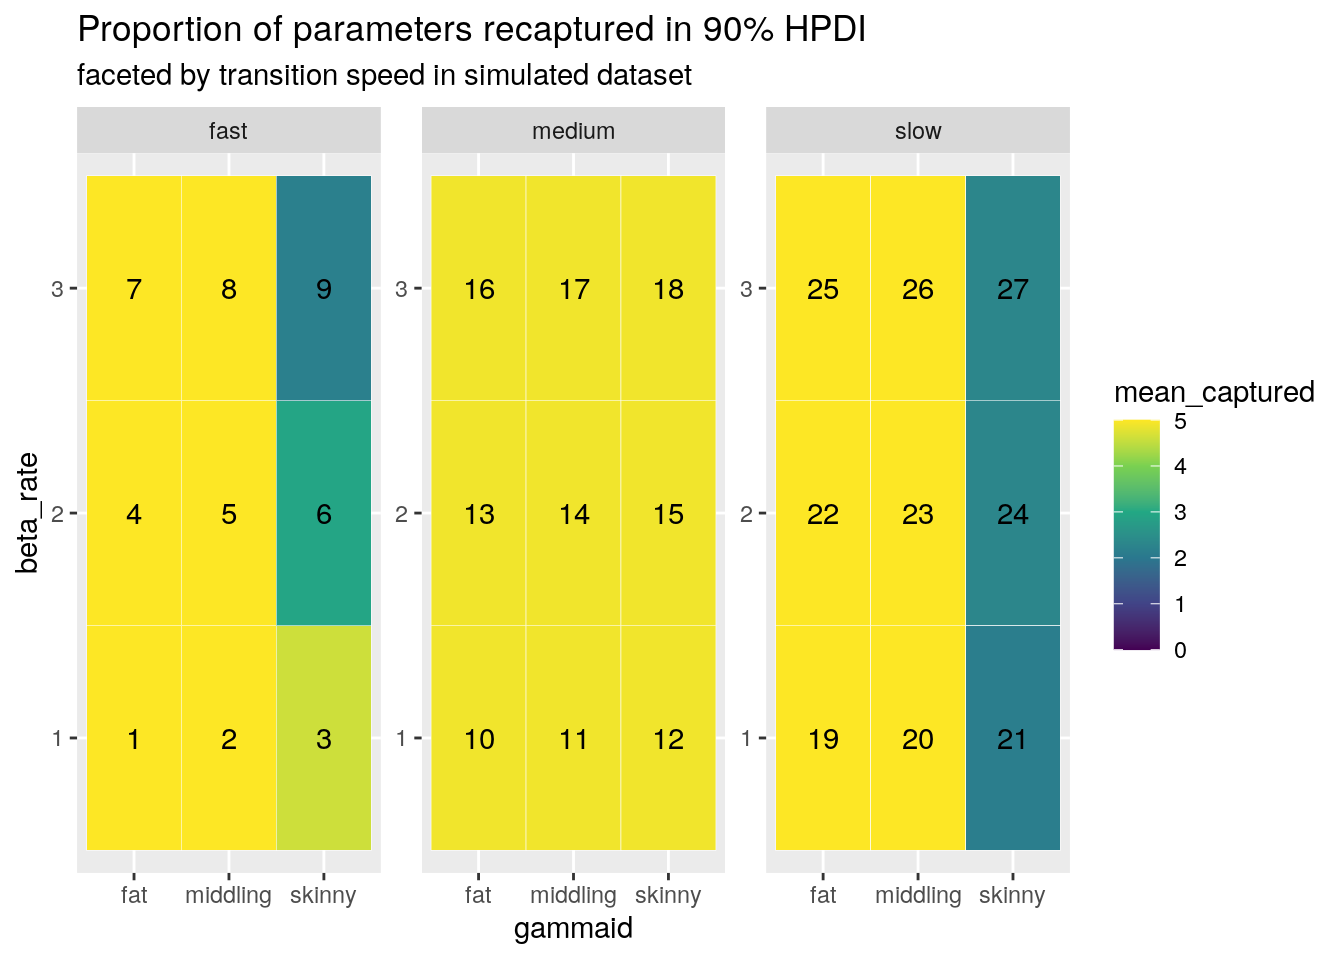 Proportion of parameters recaptured in 90% HPDI
faceted by transition speed in simulated dataset
fast medium slow
3 7 8 9 3 16 17 18 3 25 26 27
mean_captured
5
4
3
2
1
0
beta_rate
2 4 5 6 2 13 14 15 2 22 23 24
1 1 2 3 1 10 11 12 1 19 20 21
fat middling skinny fat middling skinny fat middling skinny
gammaid